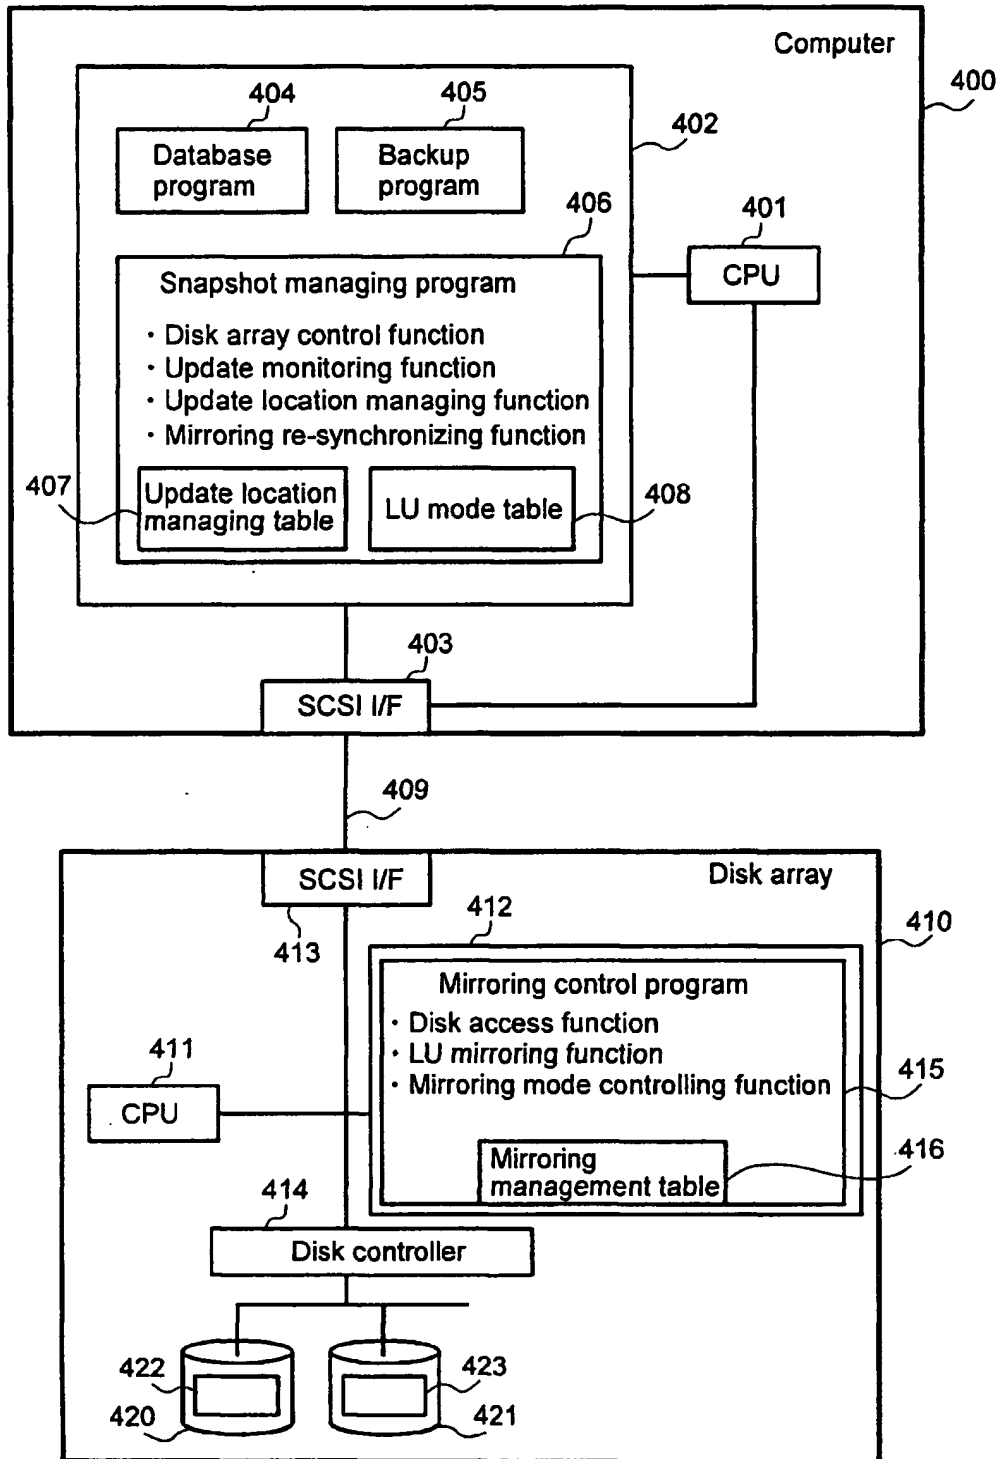 Computer
400
404
405
402
Database
program
Backup
program
406
401
CPU
Snapshot managing program
· Disk array control function
· Update monitoring function
· Update location managing function
· Mirroring re-synchronizing function
407
Update location
managing table
LU mode table
408
403
SCSI I/F
409
SCSI I/F
Disk array
413
412
410
Mirroring control program
· Disk access function
· LU mirroring function
· Mirroring mode controlling function
411
CPU
415
Mirroring
management table
416
414
Disk controller
422
423
420
421